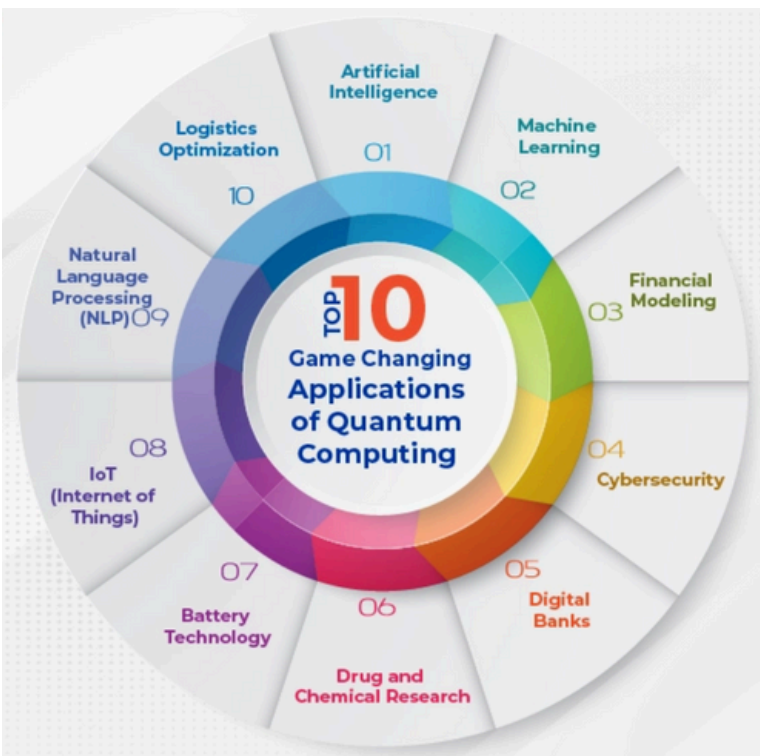 TOP 10
Game Changing
Applications
of Quantum
Computing
Artificial
Intelligence
01
Machine
Learning
02
Financial
Modeling
03
04
Cybersecurity
05
Digital
Banks
06
Drug and
Chemical Research
07
Battery
Technology
08
IoT
(Internet of
Things)
Natural
Language
Processing
(NLP) 09
Logistics
Optimization
10